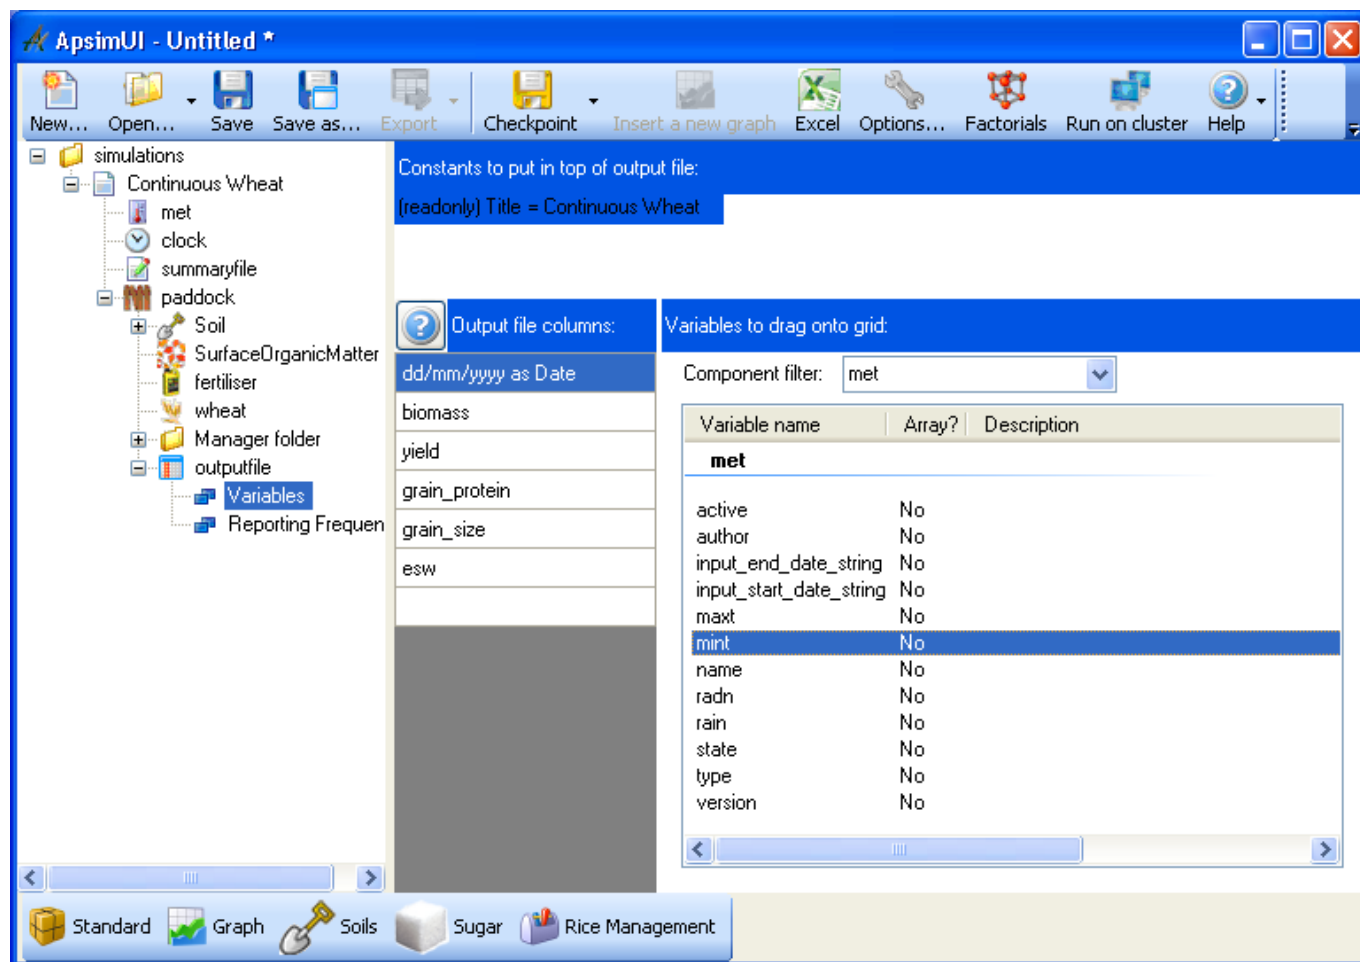 ApsimUI - Untitled *
New... Open... Save Save as... Export Checkpoint Insert a new graph Excel Options... Factorials Run on cluster Help
simulations
Continuous Wheat
met
clock
summaryfile
paddock
Soil
SurfaceOrganicMatter
fertiliser
wheat
Manager folder
outputfile
Variables
Reporting Frequen
Constants to put in top of output file:
(readonly) Title = Continuous Wheat
Output file columns:
dd/mm/yyyy as Date
biomass
yield
grain_protein
grain_size
esw
Variables to drag onto grid:
Component filter: met
Variable name Array? Description
met
active No
author No
input_end_date_string No
input_start_date_string No
maxt No
mint No
name No
radn No
rain No
state No
type No
version No
Standard Graph Soils Sugar Rice Management